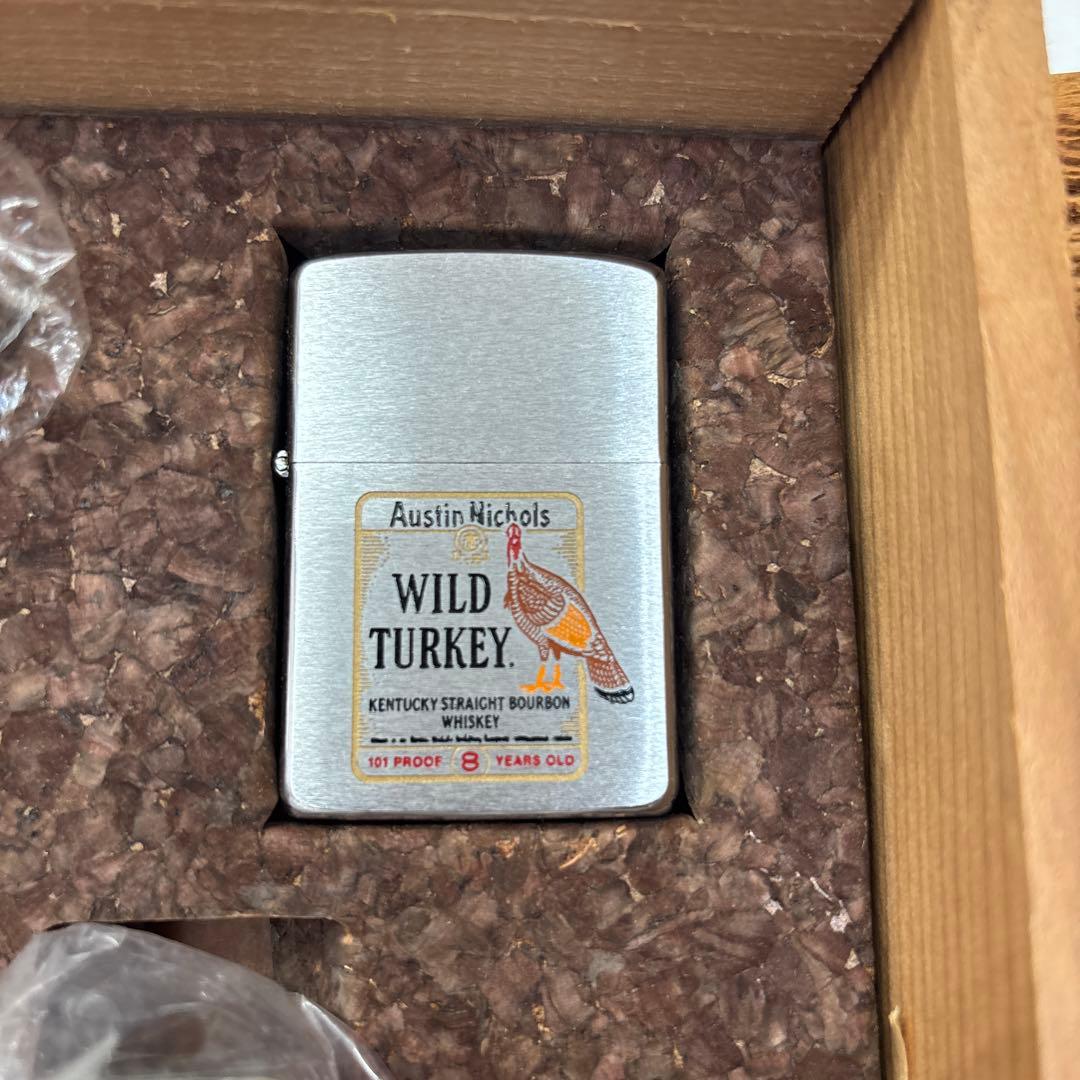 Austin Nichols
WILD
TURKEY.
KENTUCKY STRAIGHT BOURBON
WHISKEY
101 PROOF 8 YEARS OLD